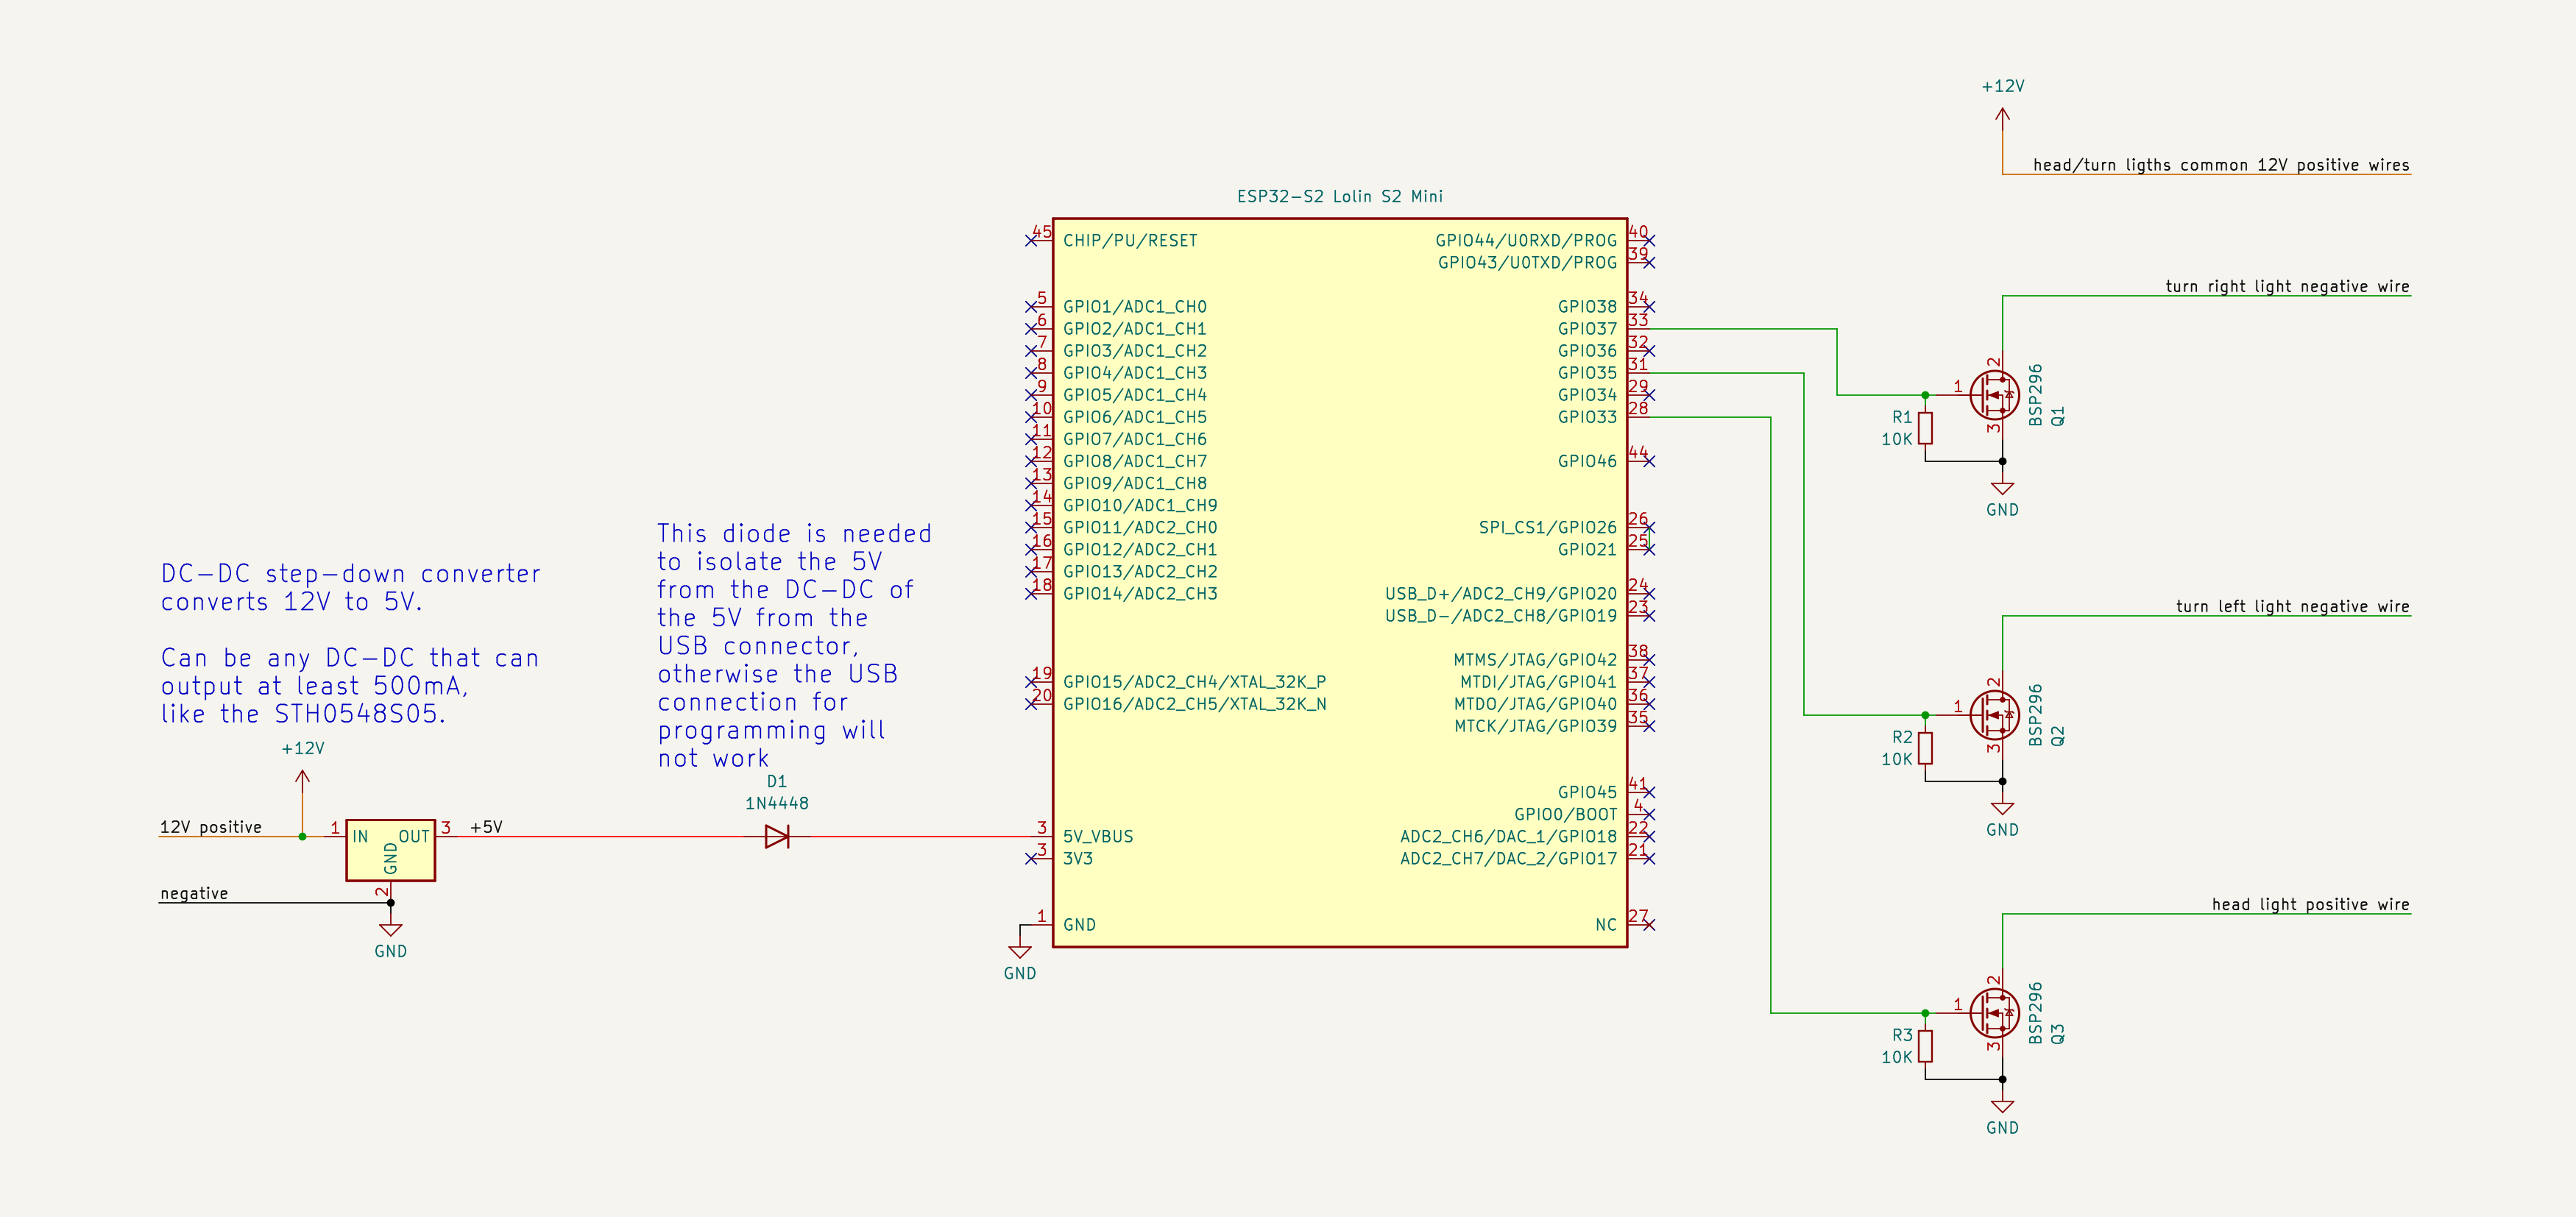 +12V
head/turn ligths common 12V positive wires
ESP32-S2 Lolin S2 Mini
45 CHIP/PU/RESET
GPIO44/U0RXD/PROG 40
GPIO43/U0TXD/PROG 39
5 GPIO1/ADC1_CH0
6 GPIO2/ADC1_CH1
7 GPIO3/ADC1_CH2
8 GPIO4/ADC1_CH3
9 GPIO5/ADC1_CH4
10 GPIO6/ADC1_CH5
11 GPIO7/ADC1_CH6
12 GPIO8/ADC1_CH7
13 GPIO9/ADC1_CH8
14 GPIO10/ADC1_CH9
15 GPIO11/ADC2_CH0
16 GPIO12/ADC2_CH1
17 GPIO13/ADC2_CH2
18 GPIO14/ADC2_CH3
19 GPIO15/ADC2_CH4/XTAL_32K_P
20 GPIO16/ADC2_CH5/XTAL_32K_N
3 5V_VBUS
3 3V3
1 GND
GND
GPIO38 34
GPIO37 33
GPIO36 32
GPIO35 31
GPIO34 29
GPIO33 28
GPIO46 44
SPI_CS1/GPIO26 26
GPIO21 25
USB_D+/ADC2_CH9/GPIO20 24
USB_D-/ADC2_CH8/GPIO19 23
MTMS/JTAG/GPIO42 38
MTDI/JTAG/GPIO41 37
MTDO/JTAG/GPIO40 36
MTCK/JTAG/GPIO39 35
GPIO45 41
GPIO0/BOOT 4
ADC2_CH6/DAC_1/GPIO18 22
ADC2_CH7/DAC_2/GPIO17 21
NC 27
DC-DC step-down converter
converts 12V to 5V.
Can be any DC-DC that can
output at least 500mA,
like the STH0548S05.
+12V
12V positive
1 IN OUT 3
GND
2
+5V
negative
GND
This diode is needed
to isolate the 5V
from the DC-DC of
the 5V from the
USB connector,
otherwise the USB
connection for
programming will
not work
D1
1N4448
turn right light negative wire
2
1
3
BSP296
Q1
R1
10K
GND
turn left light negative wire
2
1
3
BSP296
Q2
R2
10K
GND
head light positive wire
2
1
3
BSP296
Q3
R3
10K
GND